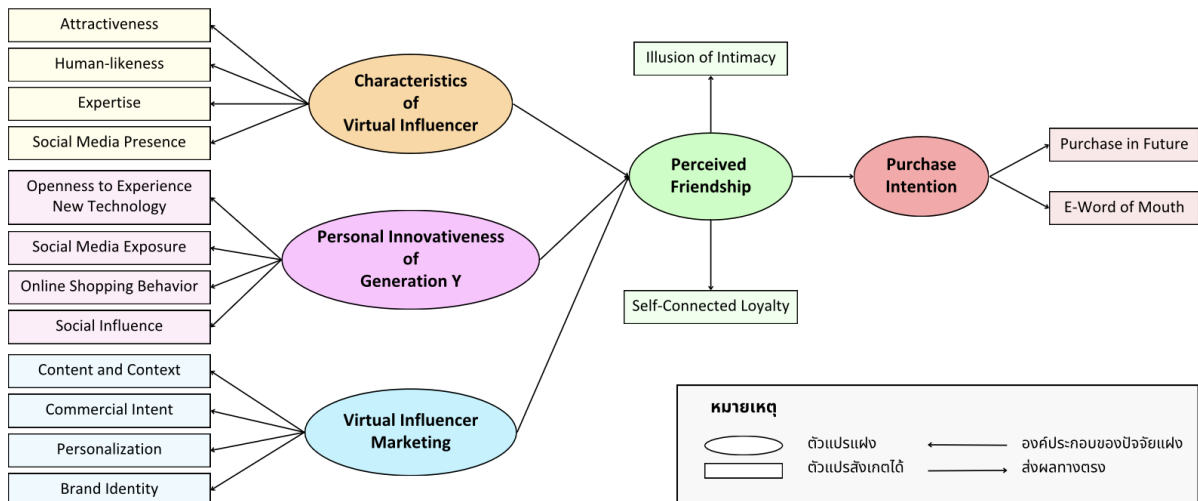 Attractiveness
Human-likeness
Expertise
Social Media Presence
Characteristics
of
Virtual Influencer
Openness to Experience
New Technology
Social Media Exposure
Online Shopping Behavior
Social Influence
Personal Innovativeness
of
Generation Y
Content and Context
Commercial Intent
Personalization
Brand Identity
Virtual Influencer
Marketing
Illusion of Intimacy
Perceived
Friendship
Self-Connected Loyalty
Purchase
Intention
Purchase in Future
E-Word of Mouth
หมายเหตุ
ตัวแปรแฝง
องค์ประกอบของปัจจัยแฝง
ตัวแปรสังเกตได้
ส่งผลทางตรง